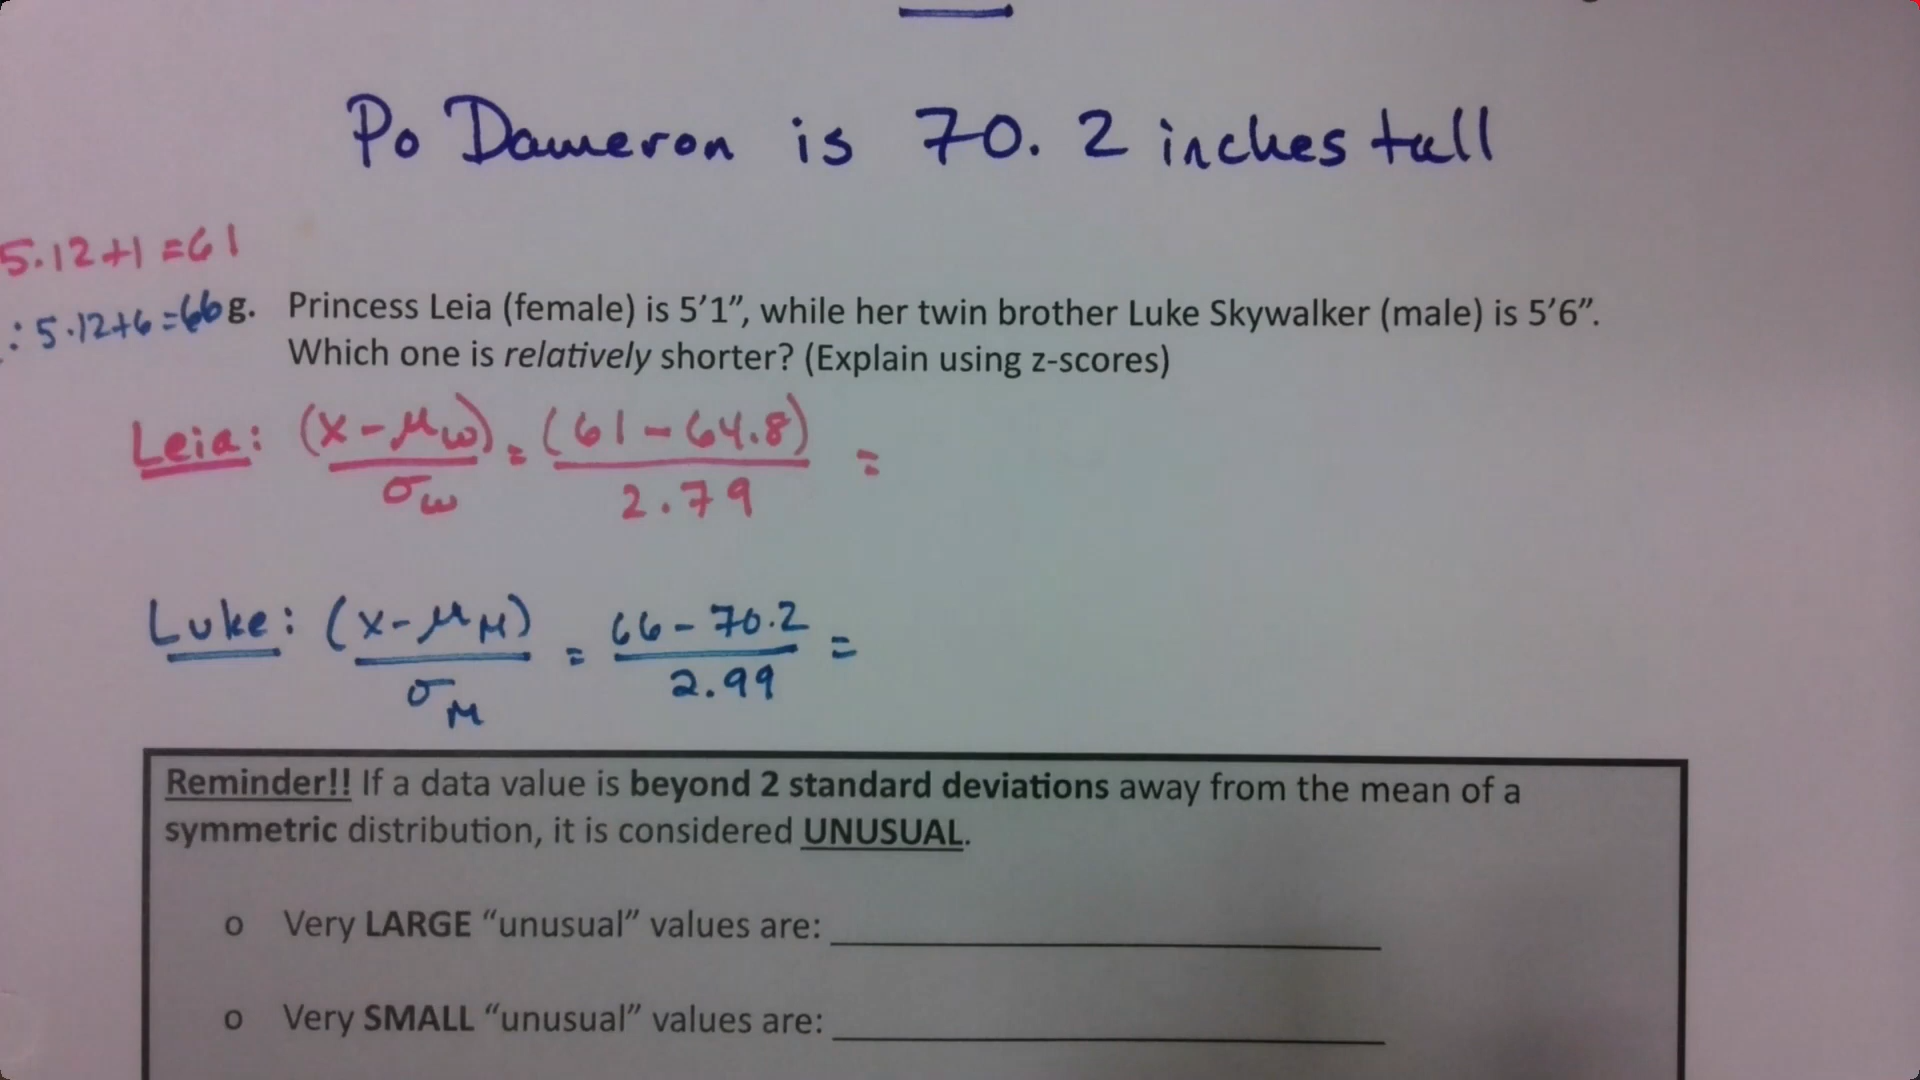 Po Dameron is 70.2 inches tall
5·12+1=61
: 5·12+6=66
g. Princess Leia (female) is 5’1”, while her twin brother Luke Skywalker (male) is 5’6”.
Which one is relatively shorter? (Explain using z-scores)
Leia: (x-μw) = (61-64.8) =
σw 2.79
Luke: (x-μM) = 66-70.2 =
σM 2.99
Reminder!! If a data value is beyond 2 standard deviations away from the mean of a
symmetric distribution, it is considered UNUSUAL.
o Very LARGE “unusual” values are:
o Very SMALL “unusual” values are: